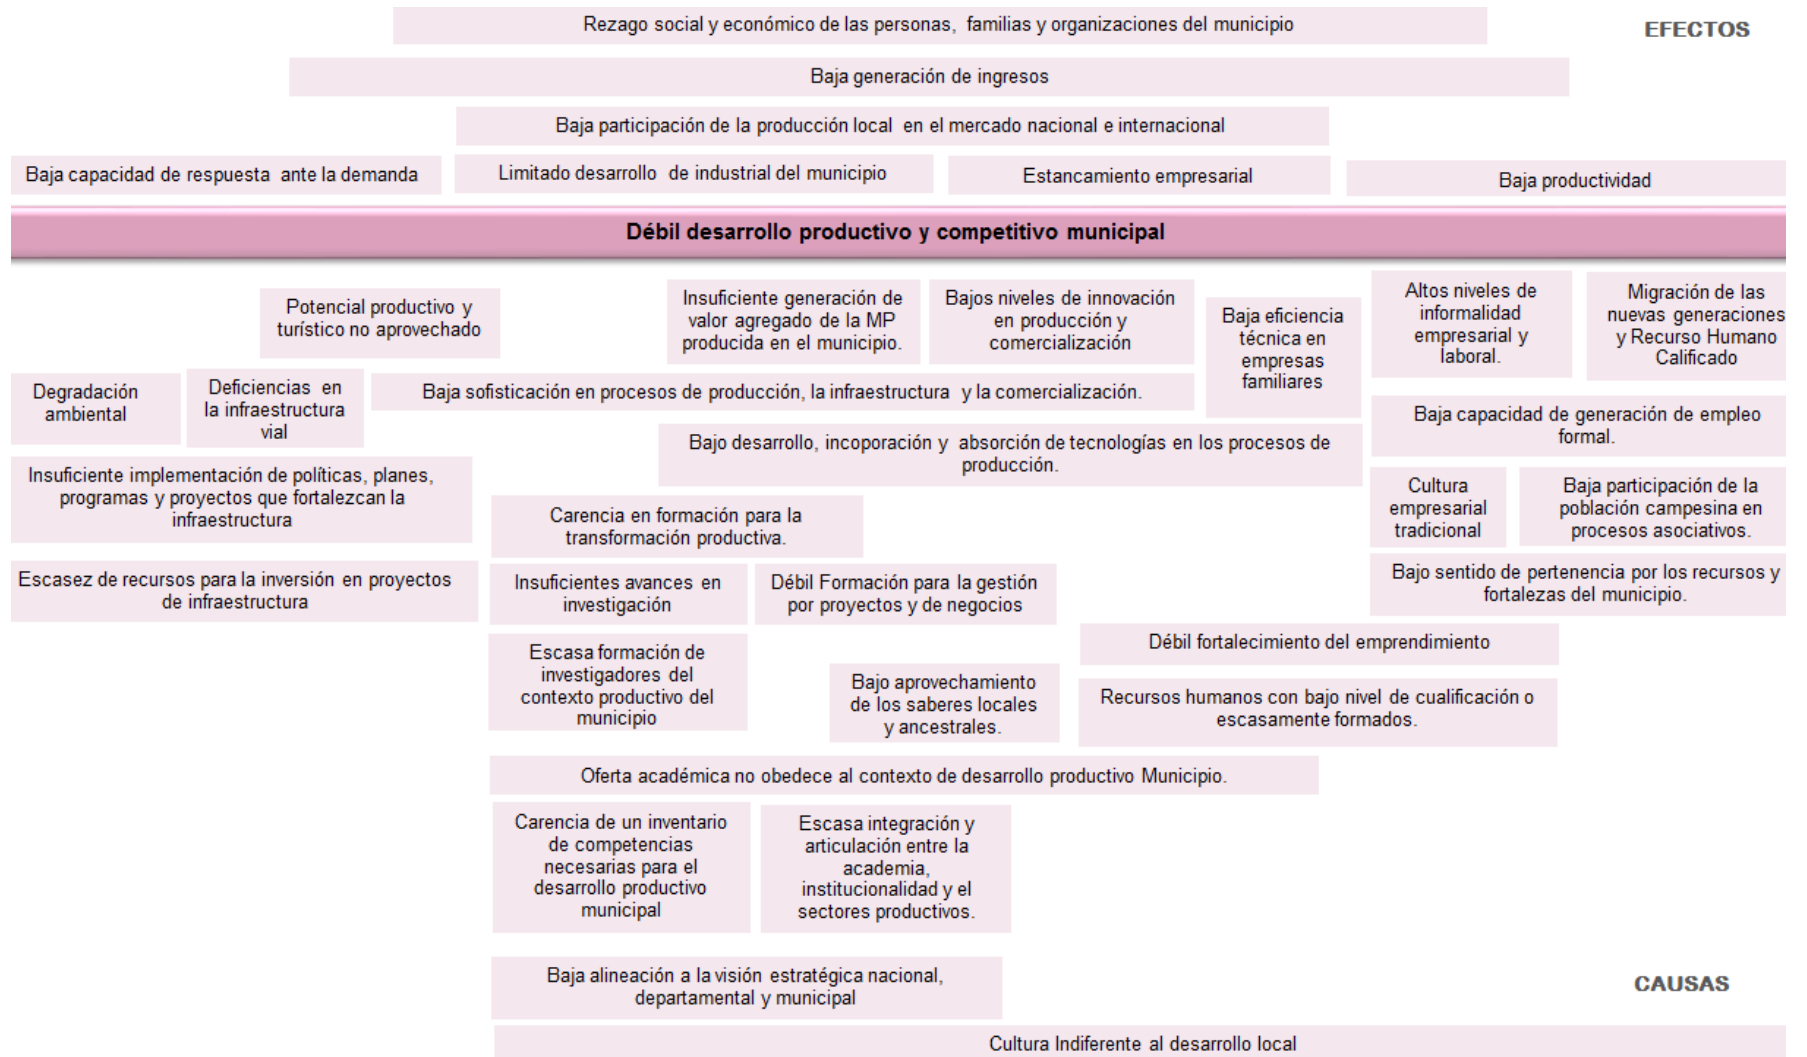 Rezago social y económico de las personas, familias y organizaciones del municipio
EFECTOS
Baja generación de ingresos
Baja participación de la producción local en el mercado nacional e internacional
Baja capacidad de respuesta ante la demanda
Limitado desarrollo de industrial del municipio
Estancamiento empresarial
Baja productividad
Débil desarrollo productivo y competitivo municipal
Potencial productivo y
turístico no aprovechado
Insuficiente generación de
valor agregado de la MP
producida en el municipio.
Bajos niveles de innovación
en producción y
comercialización
Baja eficiencia
técnica en
empresas
familiares
Altos niveles de
informalidad
empresarial y
laboral.
Migración de las
nuevas generaciones
y Recurso Humano
Calificado
Degradación
ambiental
Deficiencias en
la infraestructura
vial
Baja sofisticación en procesos de producción, la infraestructura y la comercialización.
Baja capacidad de generación de empleo
formal.
Bajo desarrollo, incoporación y absorción de tecnologías en los procesos de
producción.
Insuficiente implementación de políticas, planes,
programas y proyectos que fortalezcan la
infraestructura
Cultura
empresarial
tradicional
Baja participación de la
población campesina en
procesos asociativos.
Carencia en formación para la
transformación productiva.
Escasez de recursos para la inversión en proyectos
de infraestructura
Insuficientes avances en
investigación
Débil Formación para la gestión
por proyectos y de negocios
Bajo sentido de pertenencia por los recursos y
fortalezas del municipio.
Débil fortalecimiento del emprendimiento
Escasa formación de
investigadores del
contexto productivo del
municipio
Bajo aprovechamiento
de los saberes locales
y ancestrales.
Recursos humanos con bajo nivel de cualificación o
escasamente formados.
Oferta académica no obedece al contexto de desarrollo productivo Municipio.
Carencia de un inventario
de competencias
necesarias para el
desarrollo productivo
municipal
Escasa integración y
articulación entre la
academia,
institucionalidad y el
sectores productivos.
Baja alineación a la visión estratégica nacional,
departamental y municipal
CAUSAS
Cultura Indiferente al desarrollo local